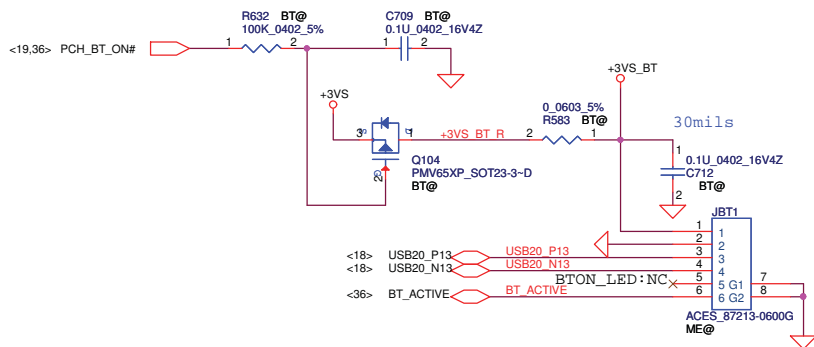 R632 BT@
100K_0402_5%
C709 BT@
0.1U_0402_16V4Z
<19,36> PCH_BT_ON#
1 2
1 2
+3VS_BT
+3VS
0_0603_5%
BT@
R583
3 1 +3VS_BT_R 2 1
30mils
Q104
PMV65XP_SOT23-3~D
BT@
2
1
0.1U_0402_16V4Z
C712
BT@
2
JBT1
1 1
2 2
<18> USB20_P13 USB20_P13 3 3
<18> USB20_N13 USB20_N13 4 4
BTON_LED:NC 5 5 G1 7
<36> BT_ACTIVE BT_ACTIVE 6 6 G2 8
ACES_87213-0600G
ME@